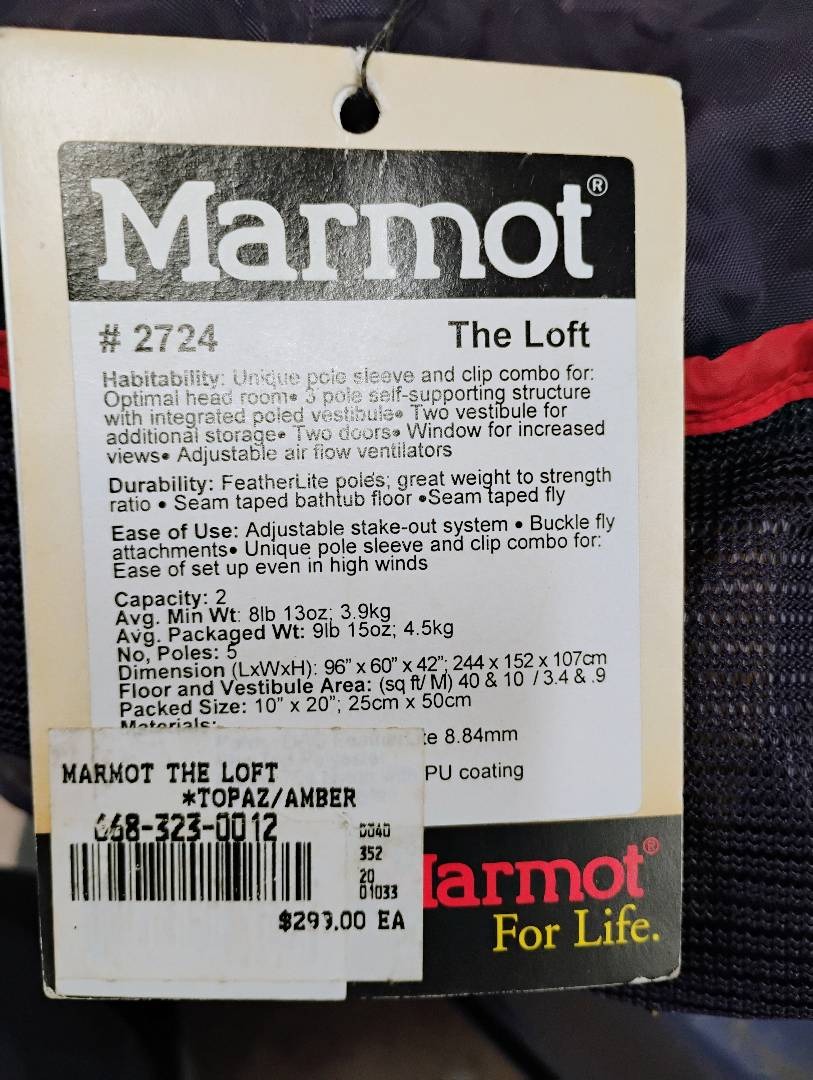 Marmot®
# 2724 The Loft
Habitability: Unique pole sleeve and clip combo for:
Optimal head room• 3 pole self-supporting structure
with integrated poled vestibule• Two vestibule for
additional storage• Two doors• Window for increased
views• Adjustable air flow ventilators
Durability: FeatherLite poles; great weight to strength
ratio • Seam taped bathtub floor •Seam taped fly
Ease of Use: Adjustable stake-out system • Buckle fly
attachments• Unique pole sleeve and clip combo for:
Ease of set up even in high winds
Capacity: 2
Avg. Min Wt: 8lb 13oz; 3.9kg
Avg. Packaged Wt: 9lb 15oz; 4.5kg
No, Poles: 5
Dimension (LxWxH): 96” x 60” x 42”; 244 x 152 x 107cm
Floor and Vestibule Area: (sq ft/ M) 40 & 10 / 3.4 & .9
Packed Size: 10” x 20”; 25cm x 50cm
Materials:
8.84mm
PU coating
MARMOT THE LOFT
*TOPAZ/AMBER
668-323-0012
0040
352
20
01033
EA
Marmot®
For Life.